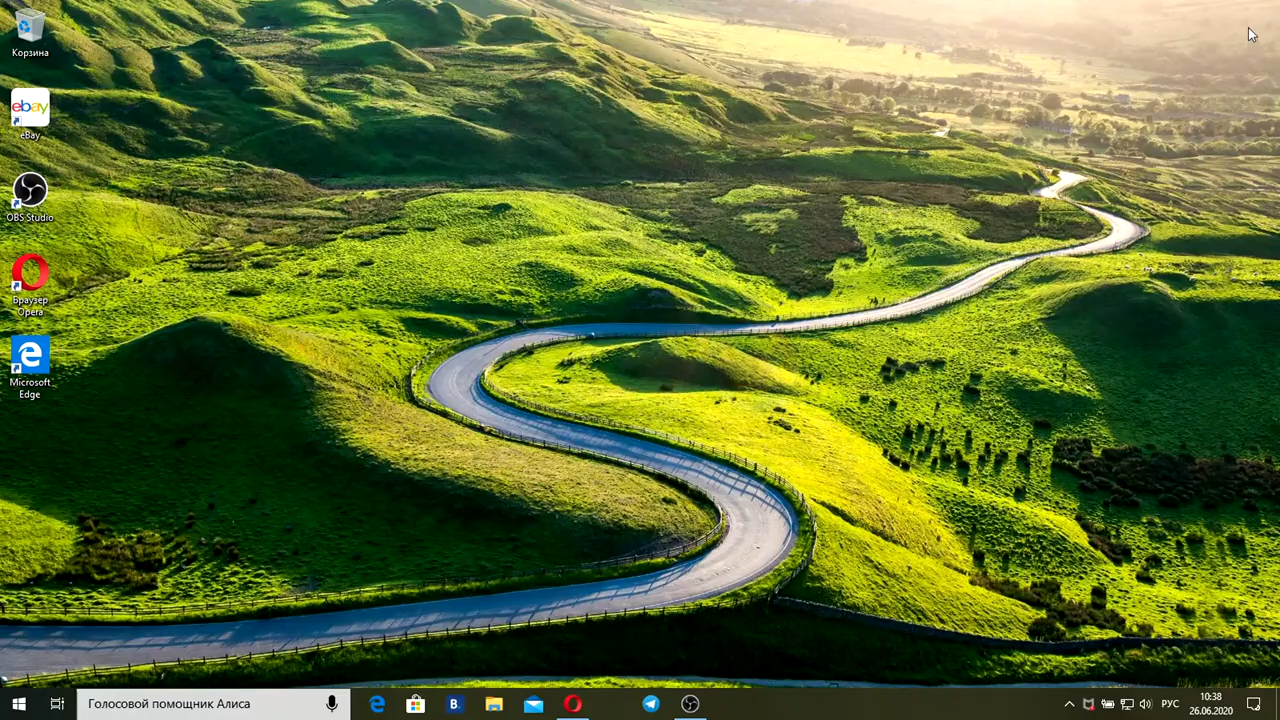 Корзина
ebay
eBay
OBS Studio
Браузер
Opera
Microsoft
Edge
Голосовой помощник Алиса
B.
РУС
10:38
26.06.2020